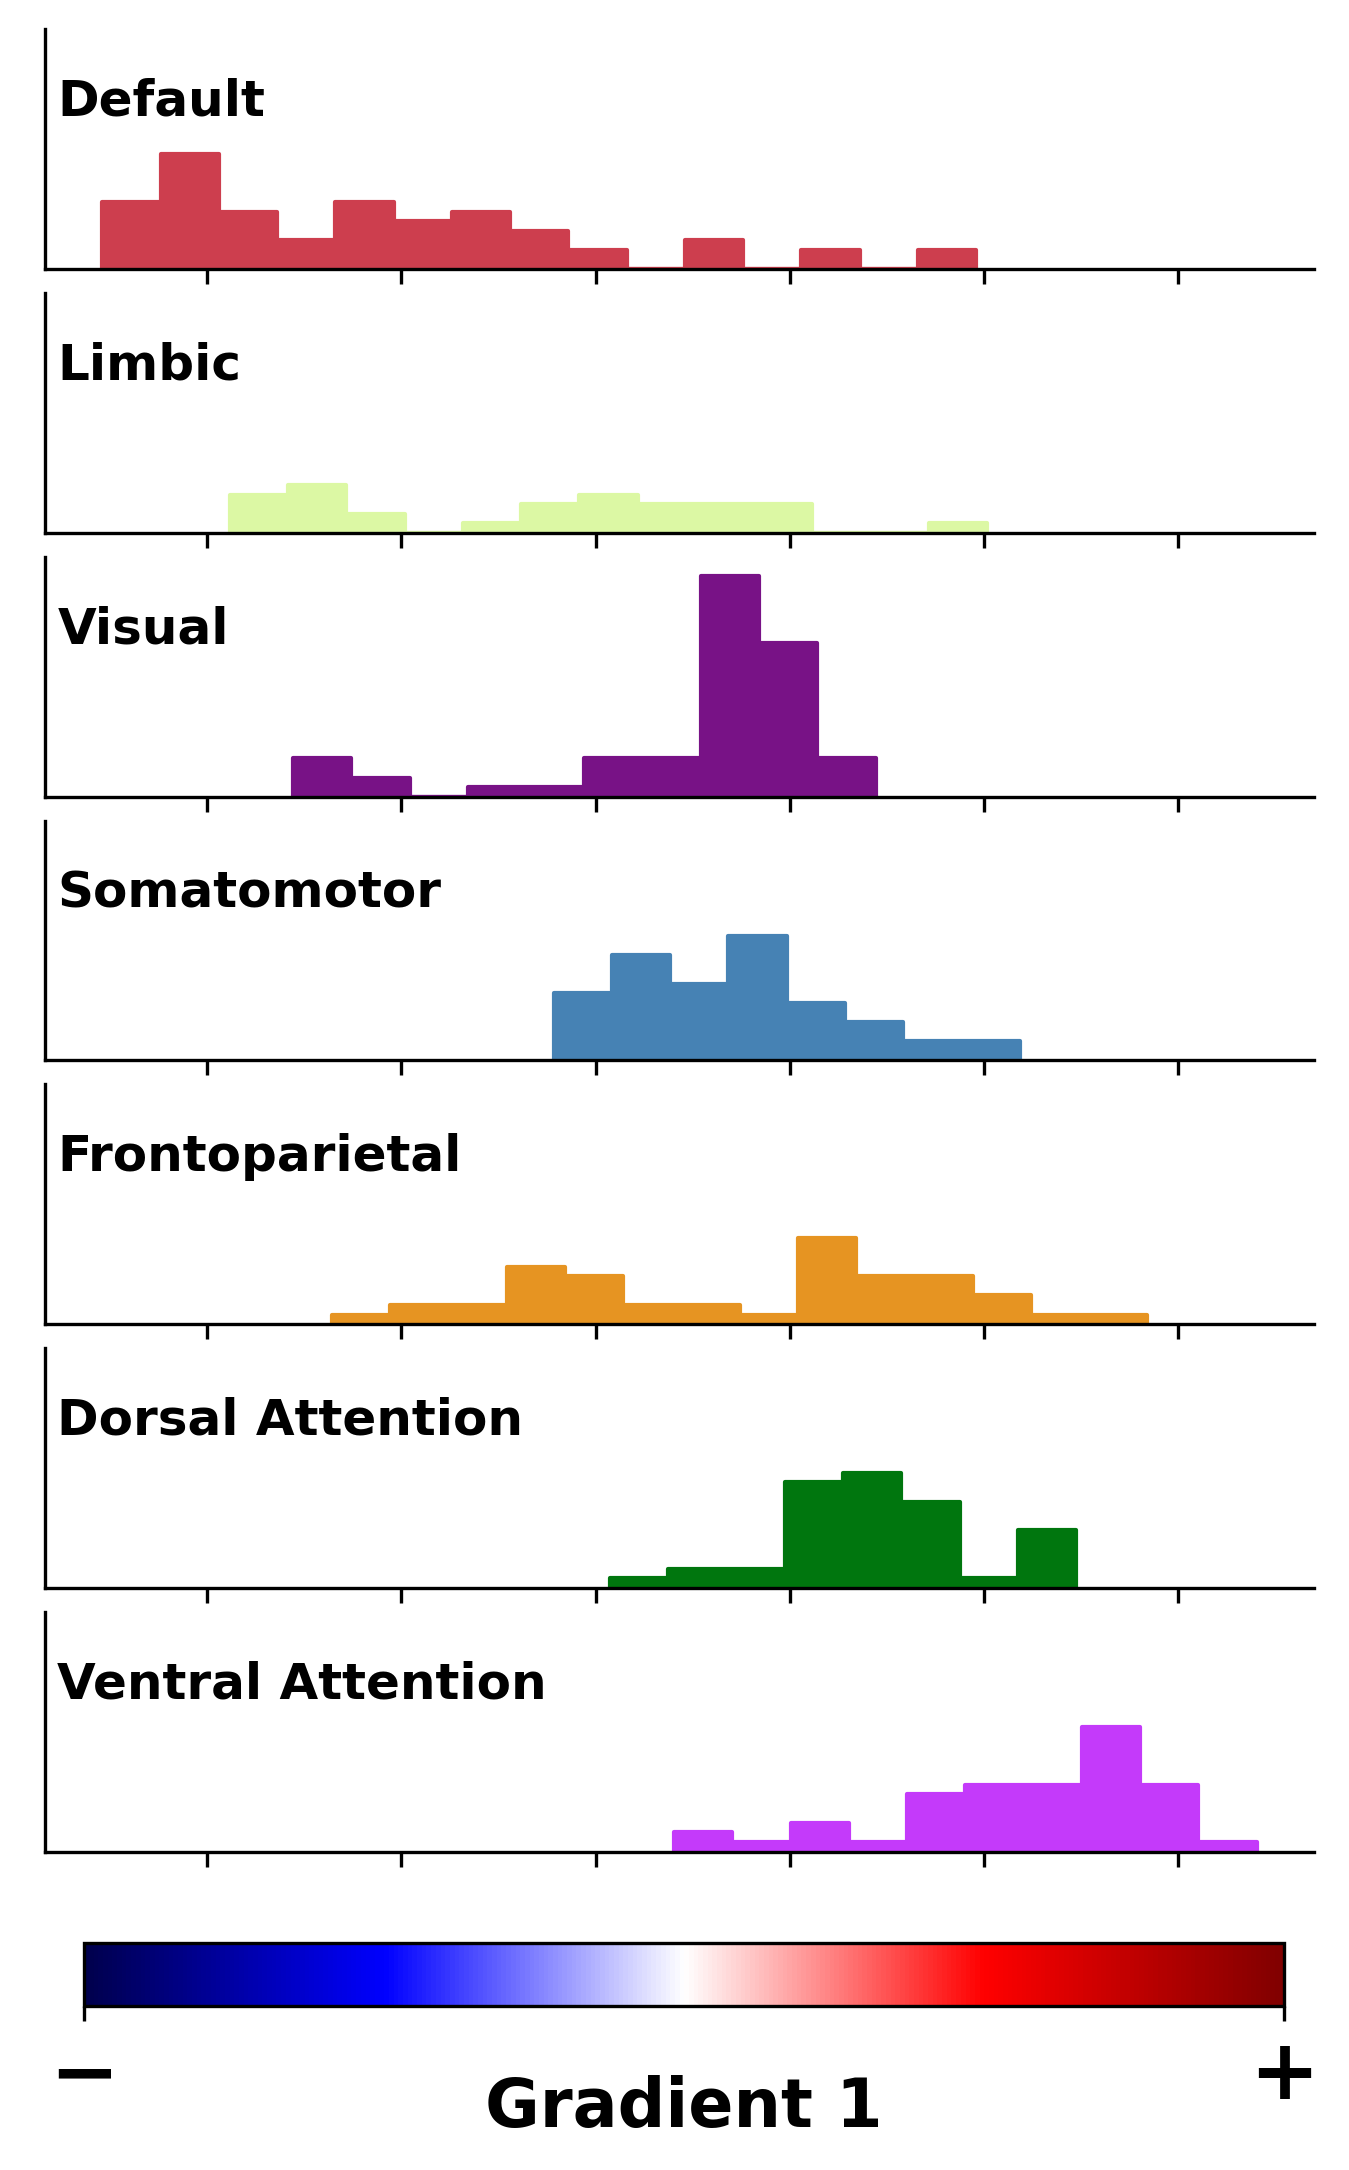 Default
Limbic
Visual
Somatomotor
Frontoparietal
Dorsal Attention
Ventral Attention
− +
Gradient 1